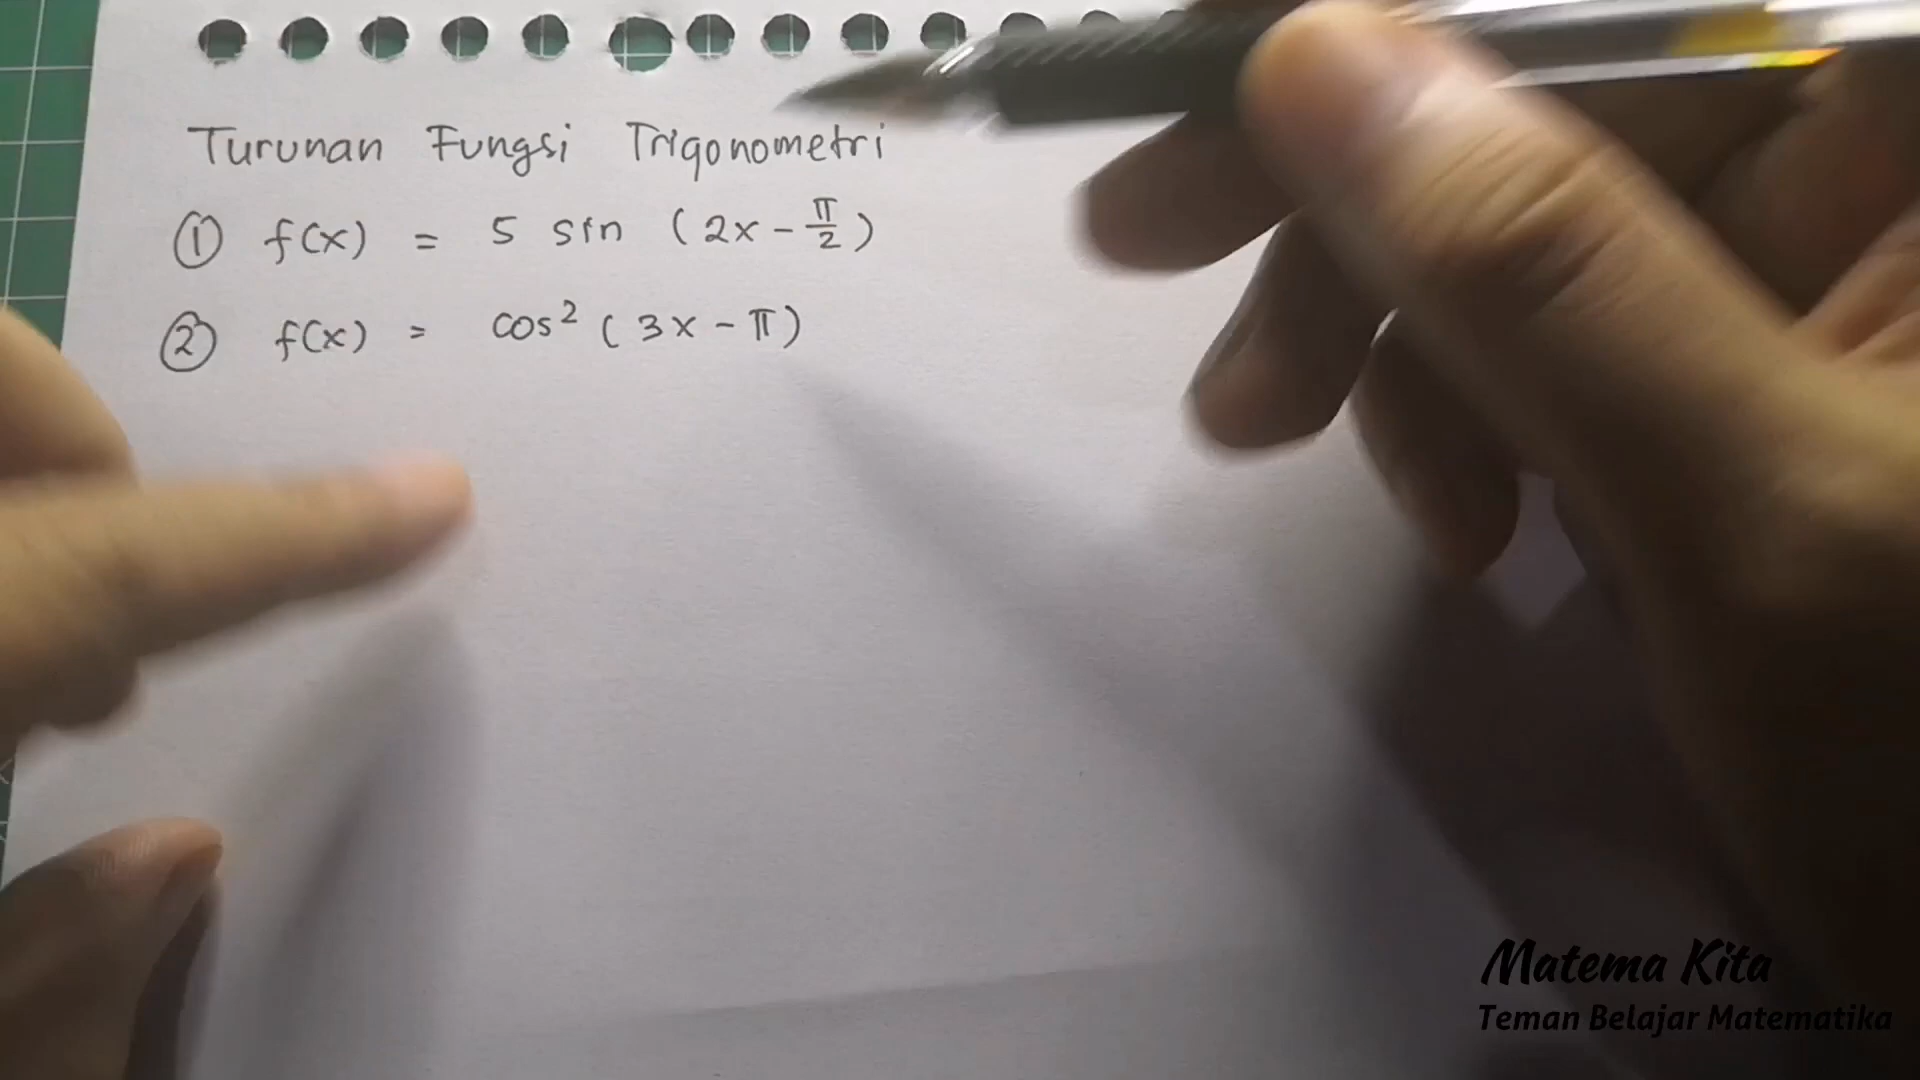 Turunan Fungsi Trigonometri
① f(x) = 5 sin (2x - π/2)
② f(x) = cos² (3x - π)
Matema Kita
Teman Belajar Matematika